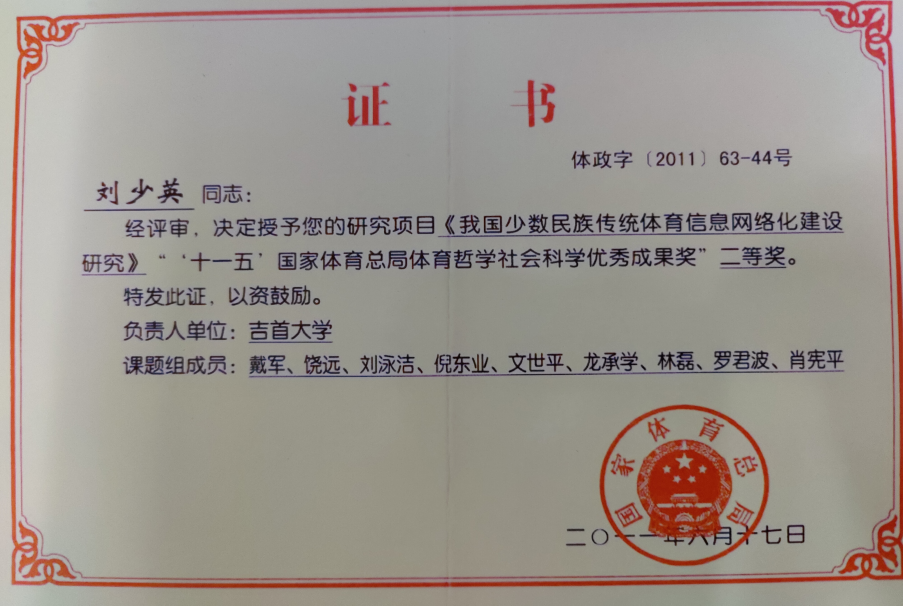 证 书
体政字〔2011〕63-44号
刘少英 同志：
经评审，决定授予您的研究项目《我国少数民族传统体育信息网络化建设
研究》“‘十一五’国家体育总局体育哲学社会科学优秀成果奖”二等奖。
特发此证，以资鼓励。
负责人单位：吉首大学
课题组成员：戴军、饶远、刘泳洁、倪东业、文世平、龙承学、林磊、罗君波、肖宪平
国家体育总局
二〇一一年六月十七日